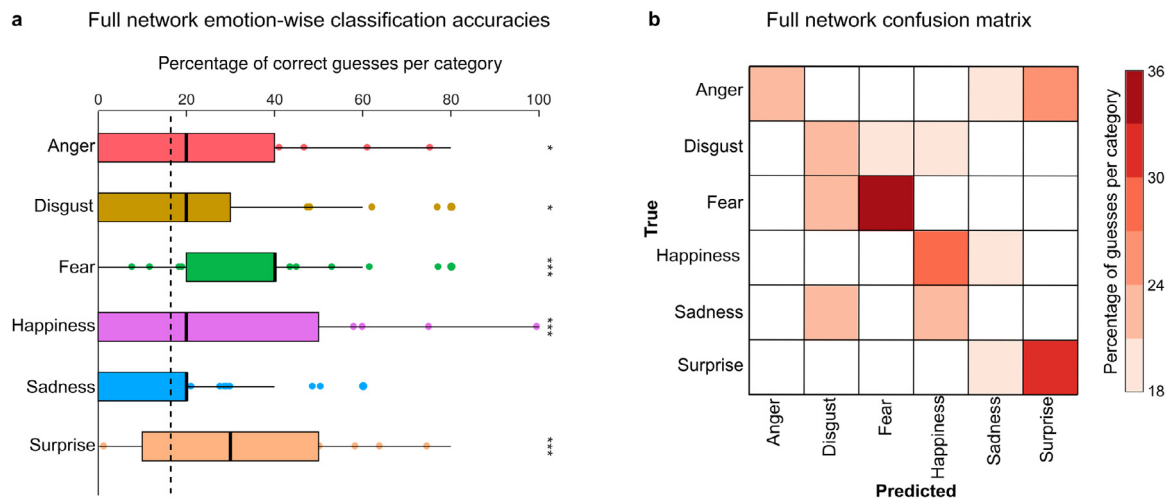 a Full network emotion-wise classification accuracies
Percentage of correct guesses per category
0 20 40 60 80 100
Anger *
Disgust *
Fear ***
Happiness ***
Sadness
Surprise ***
b Full network confusion matrix
True
Anger
Disgust
Fear
Happiness
Sadness
Surprise
Anger Disgust Fear Happiness Sadness Surprise
Predicted
36
30
24
18
Percentage of guesses per category